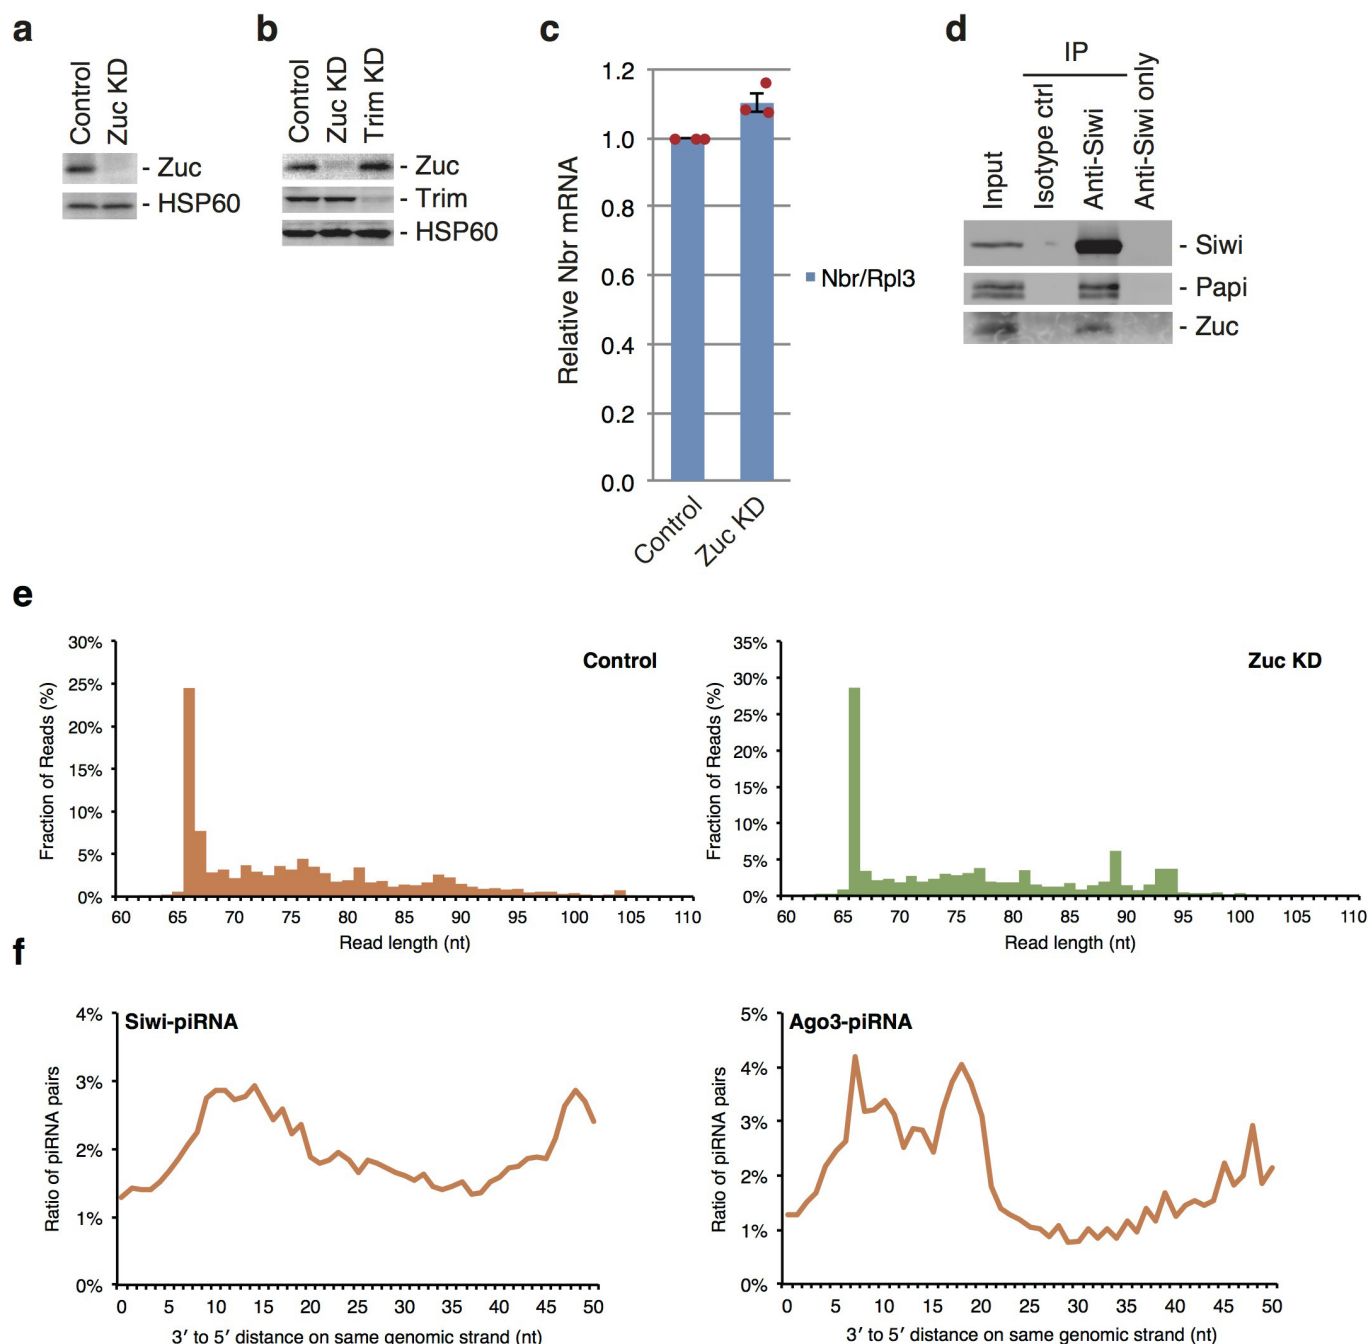 a
Control
Zuc KD
- Zuc
- HSP60
b
Control
Zuc KD
Trim KD
- Zuc
- Trim
- HSP60
c
Relative Nbr mRNA
1.2
1.0
0.8
0.6
0.4
0.2
0.0
Control
Zuc KD
Nbr/Rpl3
d
IP
Input
Isotype ctrl
Anti-Siwi
Anti-Siwi only
- Siwi
- Papi
- Zuc
e
Control
Fraction of Reads (%)
30%
25%
20%
15%
10%
5%
0%
60 65 70 75 80 85 90 95 100 105 110
Read length (nt)
Zuc KD
Fraction of Reads (%)
35%
30%
25%
20%
15%
10%
5%
0%
60 65 70 75 80 85 90 95 100 105 110
Read length (nt)
f
Siwi-piRNA
Ratio of piRNA pairs
4%
3%
2%
1%
0%
0 5 10 15 20 25 30 35 40 45 50
3′ to 5′ distance on same genomic strand (nt)
Ago3-piRNA
Ratio of piRNA pairs
5%
4%
3%
2%
1%
0%
0 5 10 15 20 25 30 35 40 45 50
3′ to 5′ distance on same genomic strand (nt)